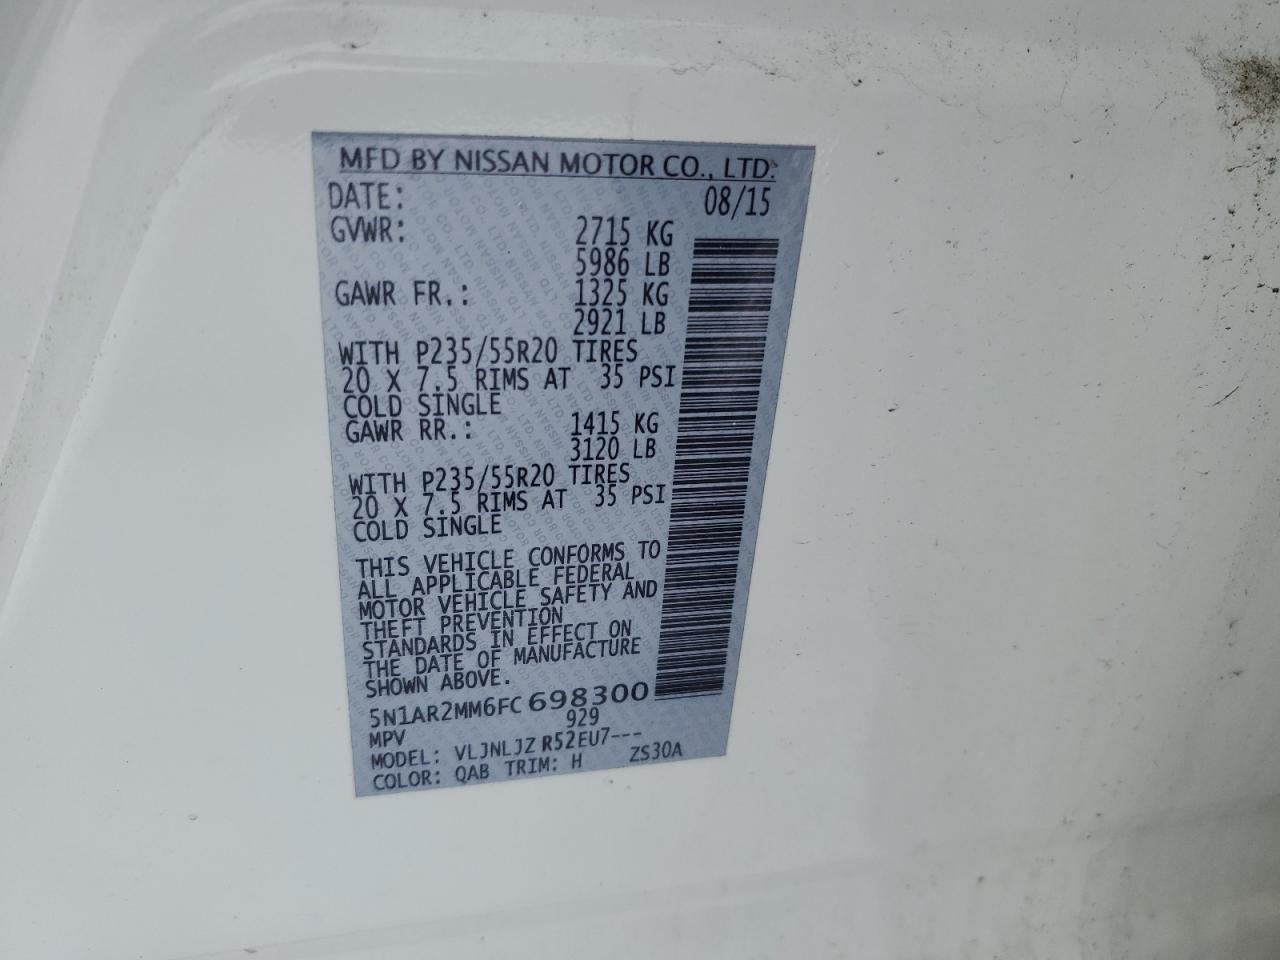 MFD BY NISSAN MOTOR CO., LTD.
DATE: 08/15
GVWR: 2715 KG
5986 LB
GAWR FR.: 1325 KG
2921 LB
WITH P235/55R20 TIRES
20 X 7.5 RIMS AT 35 PSI
COLD SINGLE
GAWR RR.: 1415 KG
3120 LB
WITH P235/55R20 TIRES
20 X 7.5 RIMS AT 35 PSI
COLD SINGLE
THIS VEHICLE CONFORMS TO
ALL APPLICABLE FEDERAL
MOTOR VEHICLE SAFETY AND
THEFT PREVENTION
STANDARDS IN EFFECT ON
THE DATE OF MANUFACTURE
SHOWN ABOVE.
5N1AR2MM6FC698300
MPV 929
MODEL: VLJNLJZ R52EU7---
COLOR: QAB TRIM: H ZS30A